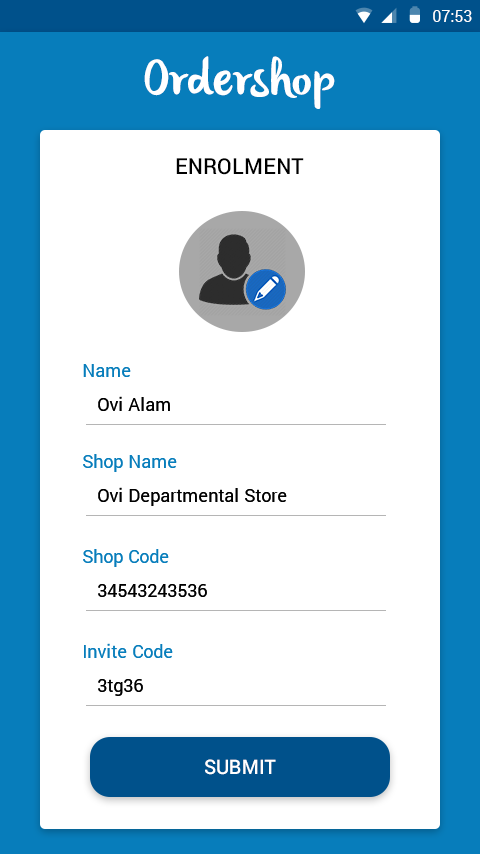 07:53
Ordershop
ENROLMENT
Name
Ovi Alam
Shop Name
Ovi Departmental Store
Shop Code
34543243536
Invite Code
3tg36
SUBMIT